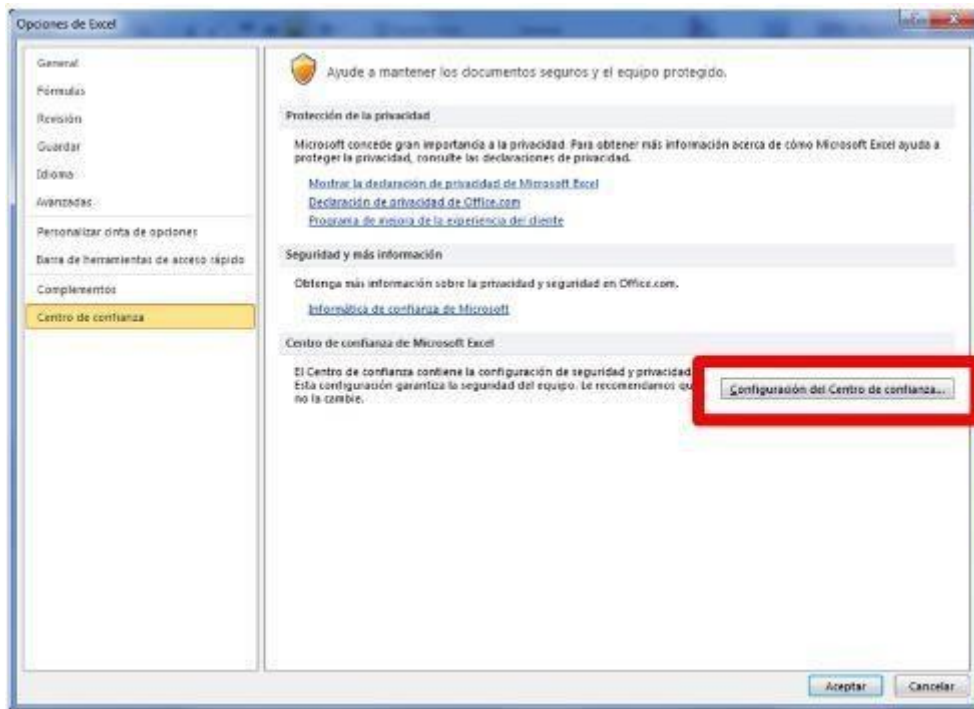 Opciones de Excel
General
Fórmulas
Revisión
Guardar
Idioma
Avanzadas
Personalizar cinta de opciones
Barra de herramientas de acceso rápido
Complementos
Centro de confianza
Ayude a mantener los documentos seguros y el equipo protegido.
Protección de la privacidad
Microsoft concede gran importancia a la privacidad. Para obtener más información acerca de cómo Microsoft Excel ayuda a
proteger la privacidad, consulte las declaraciones de privacidad.
Mostrar la declaración de privacidad de Microsoft Excel
Declaración de privacidad de Office.com
Programa de mejora de la experiencia del cliente
Seguridad y más información
Obtenga más información sobre la privacidad y seguridad en Office.com.
Informática de confianza de Microsoft
Centro de confianza de Microsoft Excel
El Centro de confianza contiene la configuración de seguridad y privacidad
Esta configuración garantiza la seguridad del equipo. Le recomendamos qu
no la cambie.
Configuración del Centro de confianza...
Aceptar
Cancelar